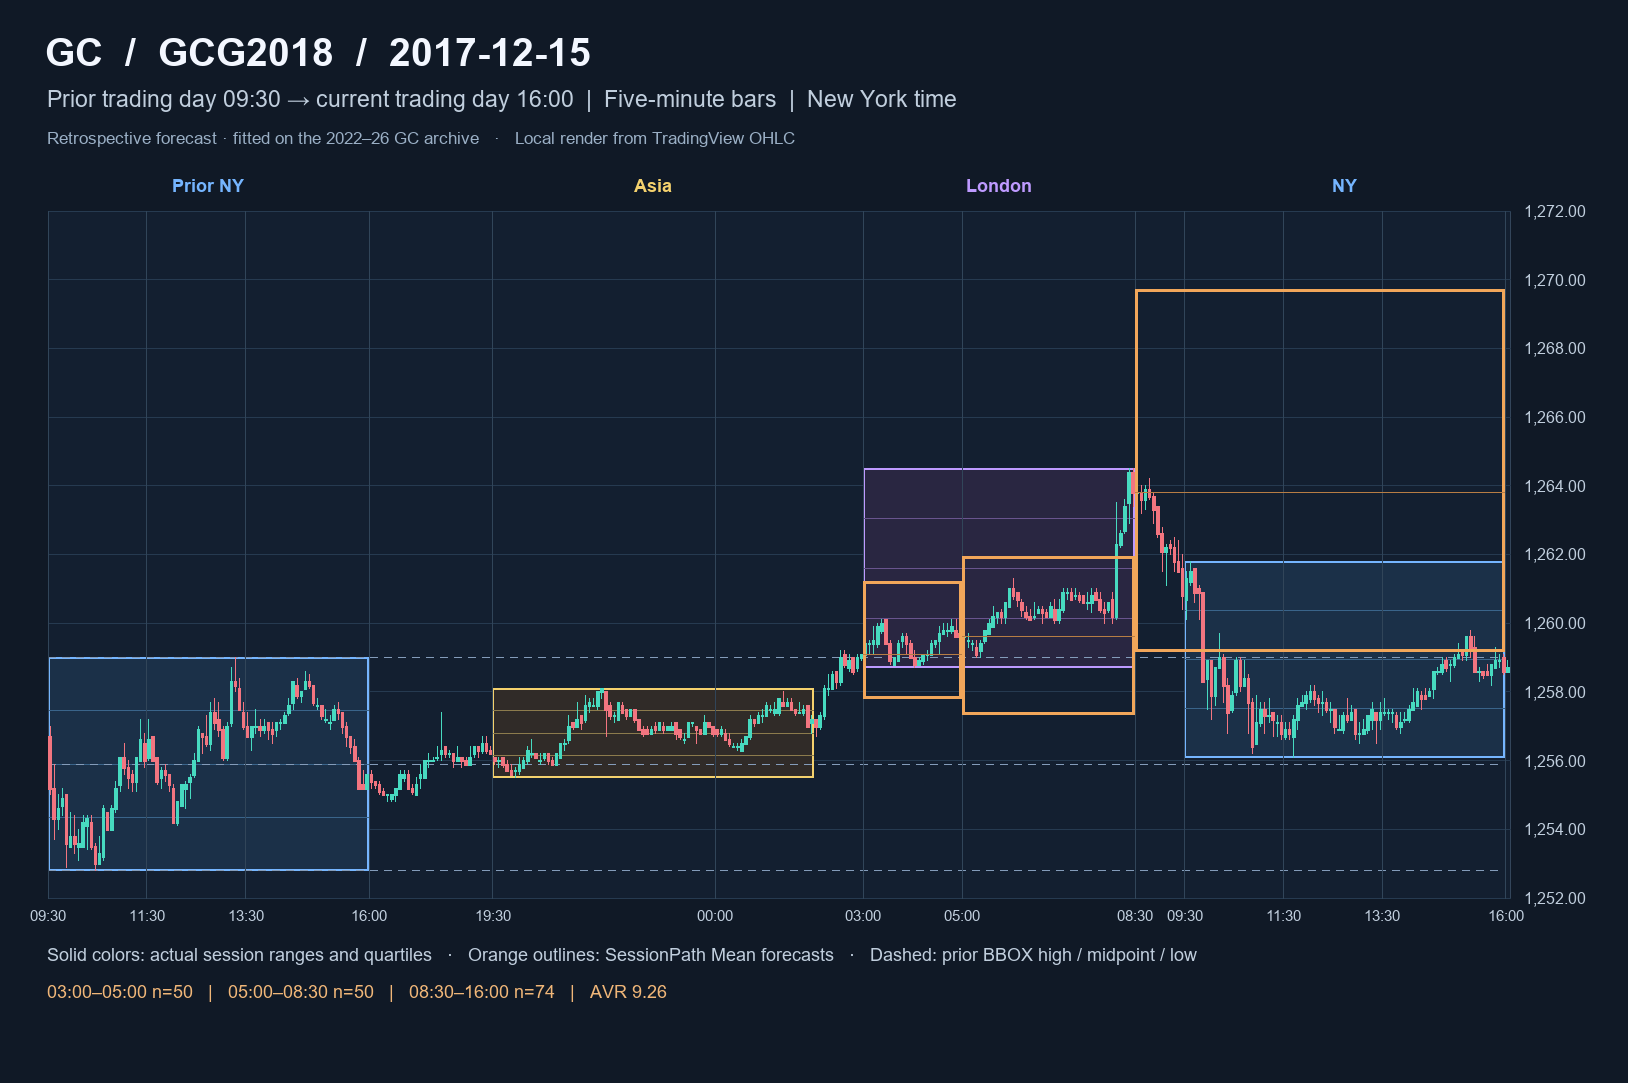 GC / GCG2018 / 2017-12-15
Prior trading day 09:30 → current trading day 16:00 | Five-minute bars | New York time
Retrospective forecast · fitted on the 2022–26 GC archive · Local render from TradingView OHLC
Prior NY Asia London NY
1,272.00
1,270.00
1,268.00
1,266.00
1,264.00
1,262.00
1,260.00
1,258.00
1,256.00
1,254.00
1,252.00
09:30 11:30 13:30 16:00 19:30 00:00 03:00 05:00 08:30 09:30 11:30 13:30 16:00
Solid colors: actual session ranges and quartiles · Orange outlines: SessionPath Mean forecasts · Dashed: prior BBOX high / midpoint / low
03:00–05:00 n=50 | 05:00–08:30 n=50 | 08:30–16:00 n=74 | AVR 9.26